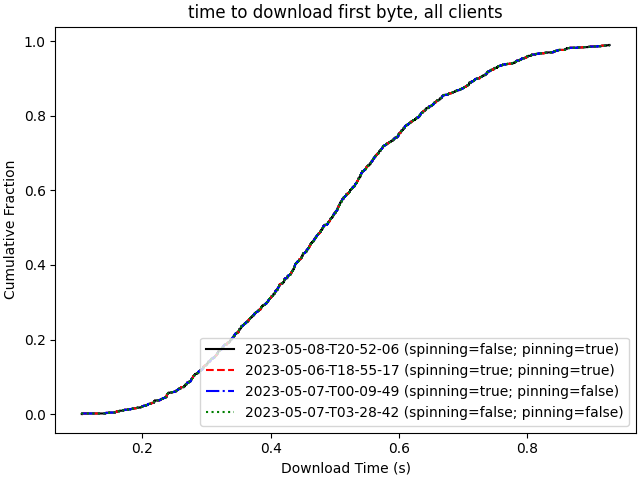 time to download first byte, all clients
1.0
0.8
0.6
0.4
0.2
0.0
Cumulative Fraction
2023-05-08-T20-52-06 (spinning=false; pinning=true)
2023-05-06-T18-55-17 (spinning=true; pinning=true)
2023-05-07-T00-09-49 (spinning=true; pinning=false)
2023-05-07-T03-28-42 (spinning=false; pinning=false)
0.2 0.4 0.6 0.8
Download Time (s)